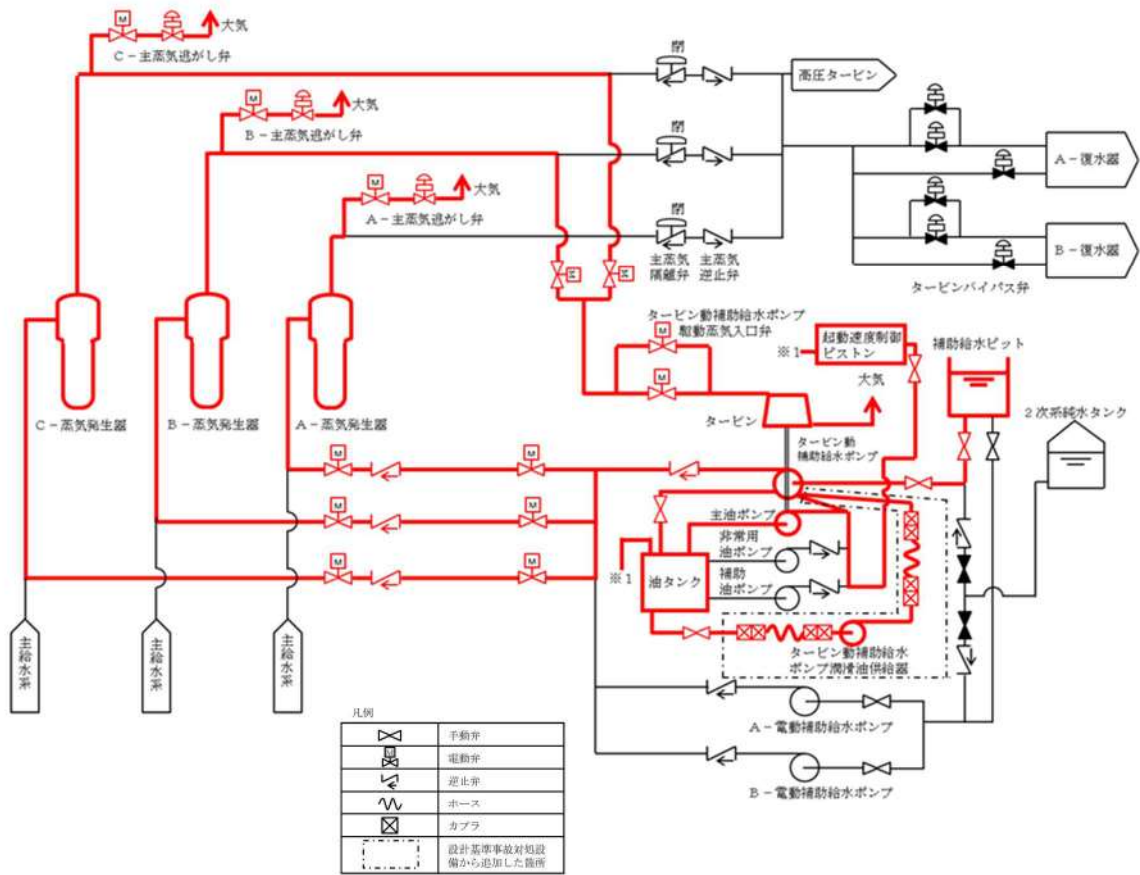 M
大気
C－主蒸気逃がし弁
閉
高圧タービン
M
大気
B－主蒸気逃がし弁
閉
A－復水器
M
大気
A－主蒸気逃がし弁
閉
主蒸気
隔離弁
主蒸気
逆止弁
B－復水器
タービンバイパス弁
M
M
タービン動補助給水ポンプ
駆動蒸気入口弁
M
M
※1
起動速度制御
ピストン
補助給水ピット
大気
2次系純水タンク
タービン
C－蒸気発生器
B－蒸気発生器
A－蒸気発生器
タービン動
補助給水ポンプ
M
M
M
M
M
M
主油ポンプ
非常用
油ポンプ
補助
油ポンプ
※1
油タンク
タービン動補助給水
ポンプ潤滑油供給器
主給水系
主給水系
主給水系
A－電動補助給水ポンプ
B－電動補助給水ポンプ
凡例
手動弁
M
電動弁
逆止弁
ホース
カプラ
設計基準事故対処設
備から追加した箇所